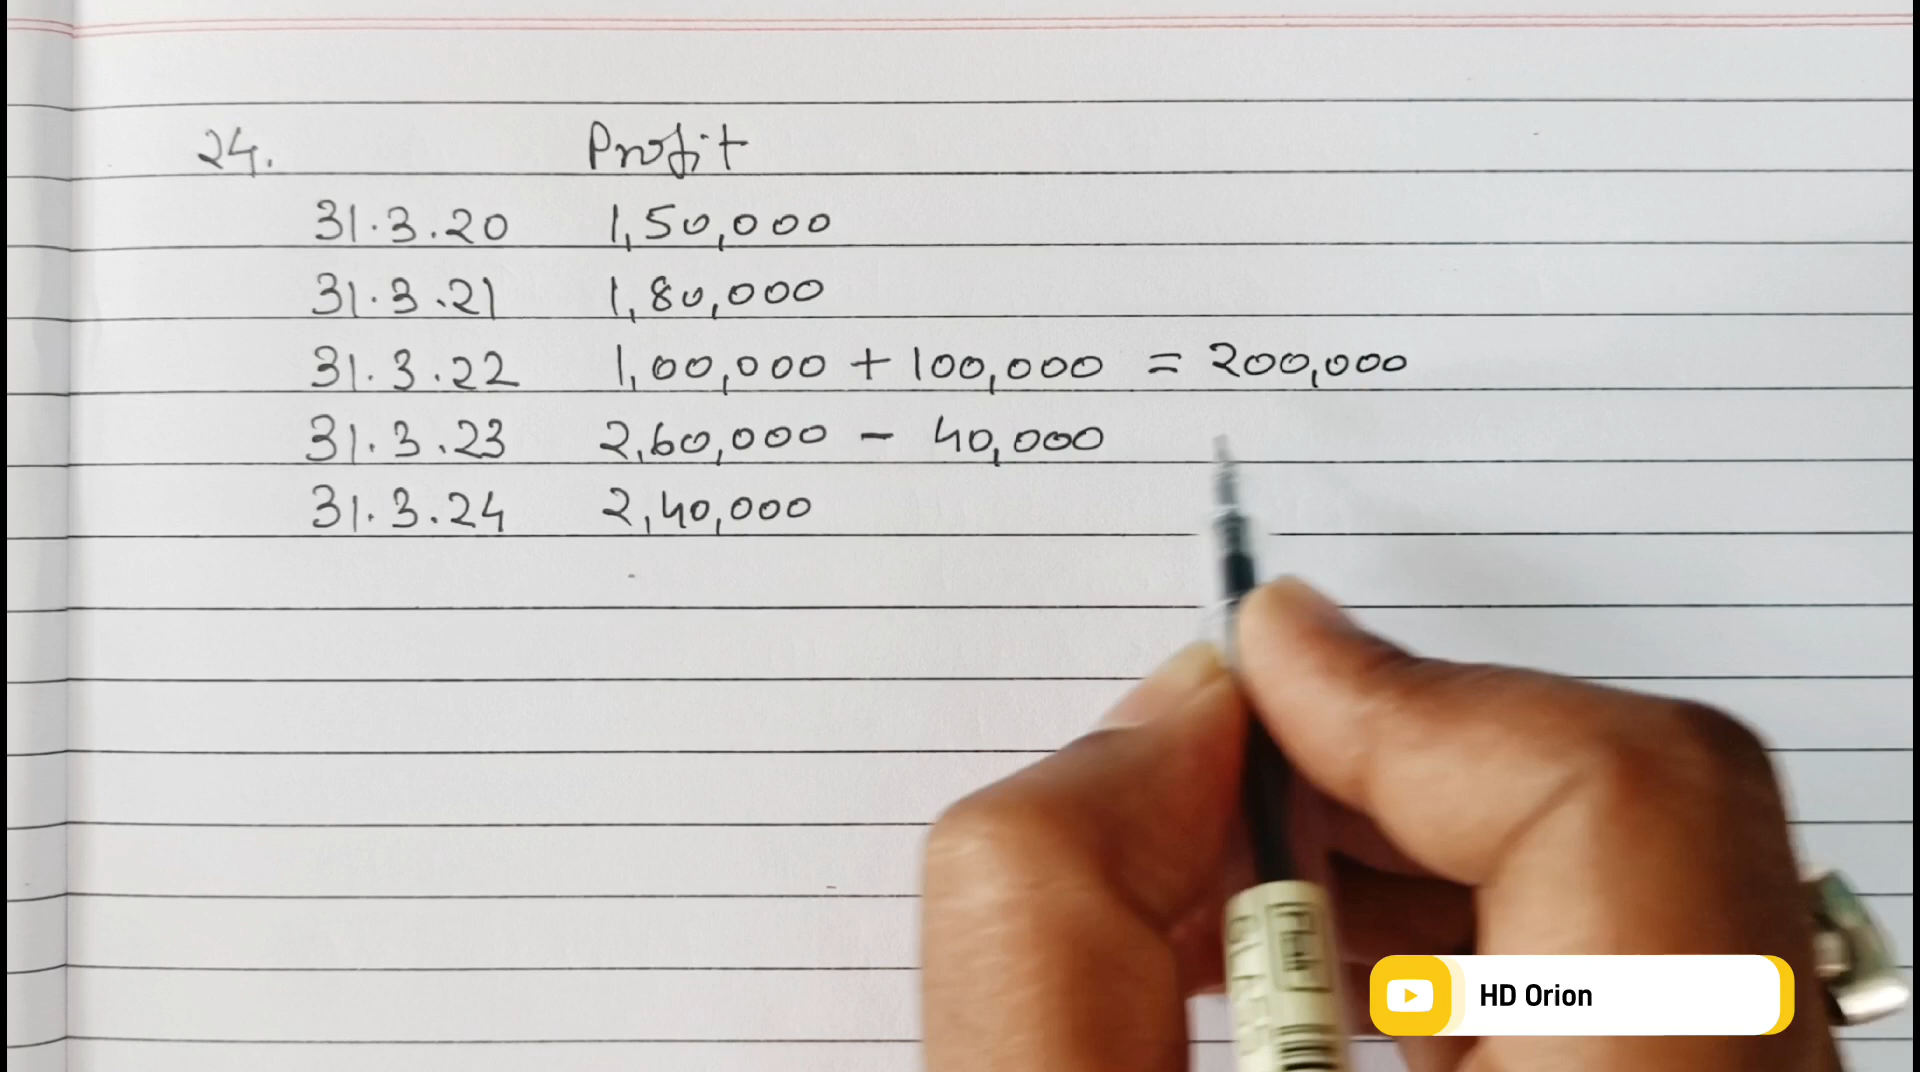 24. Profit
31.3.20 1,50,000
31.3.21 1,80,000
31.3.22 1,00,000 + 100,000 = 200,000
31.3.23 2,60,000 - 40,000
31.3.24 2,40,000
HD Orion